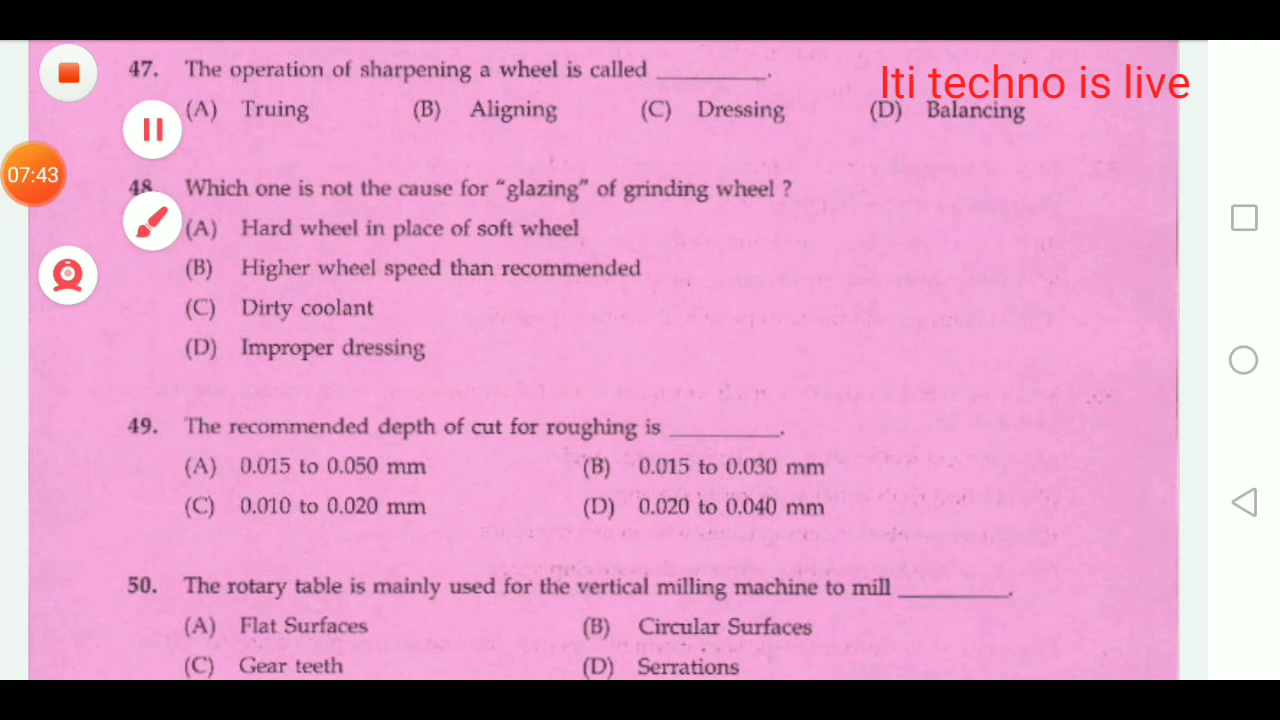 47. The operation of sharpening a wheel is called __________.
Iti techno is live
(A) Truing (B) Aligning (C) Dressing (D) Balancing
07:43
48 Which one is not the cause for “glazing” of grinding wheel ?
(A) Hard wheel in place of soft wheel
(B) Higher wheel speed than recommended
(C) Dirty coolant
(D) Improper dressing
49. The recommended depth of cut for roughing is __________.
(A) 0.015 to 0.050 mm (B) 0.015 to 0.030 mm
(C) 0.010 to 0.020 mm (D) 0.020 to 0.040 mm
50. The rotary table is mainly used for the vertical milling machine to mill __________.
(A) Flat Surfaces (B) Circular Surfaces
(C) Gear teeth (D) Serrations